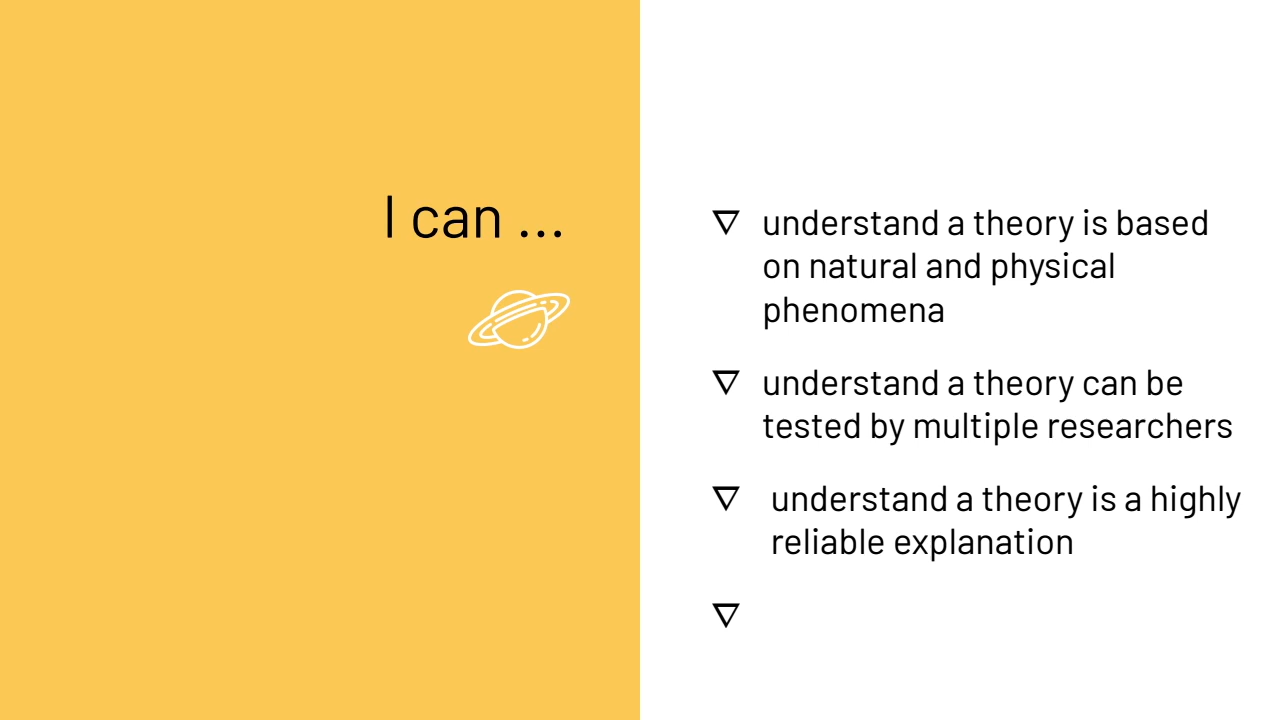 I can ...
understand a theory is based
on natural and physical
phenomena
understand a theory can be
tested by multiple researchers
understand a theory is a highly
reliable explanation